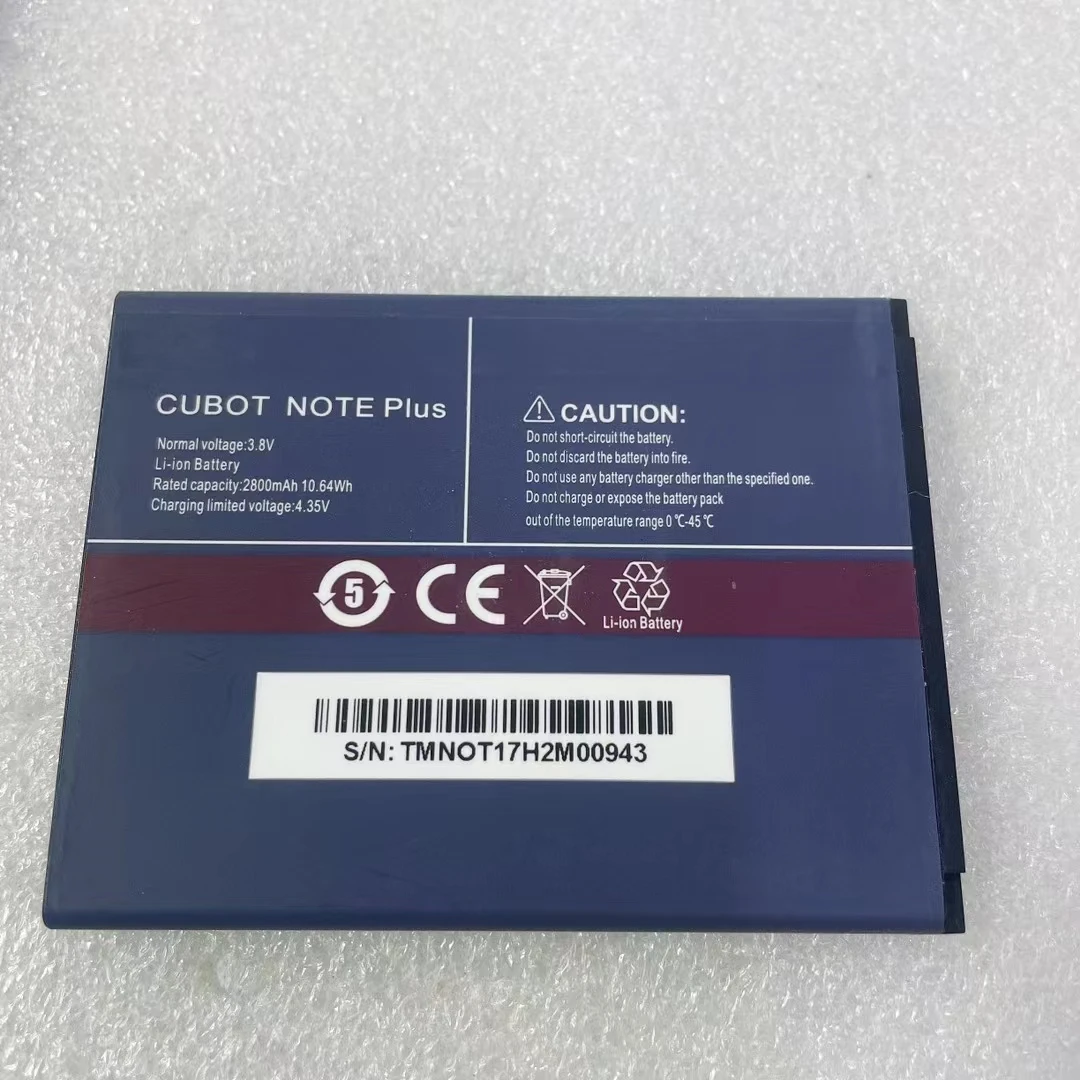 CUBOT NOTE Plus
Normal voltage:3.8V
Li-ion Battery
Rated capacity:2800mAh 10.64Wh
Charging limited voltage:4.35V
CAUTION:
Do not short-circuit the battery.
Do not discard the battery into fire.
Do not use any battery charger other than the specified one.
Do not charge or expose the battery pack
out of the temperature range 0 ℃-45 ℃
5 CE
Li-ion Battery
S/N: TMNOT17H2M00943